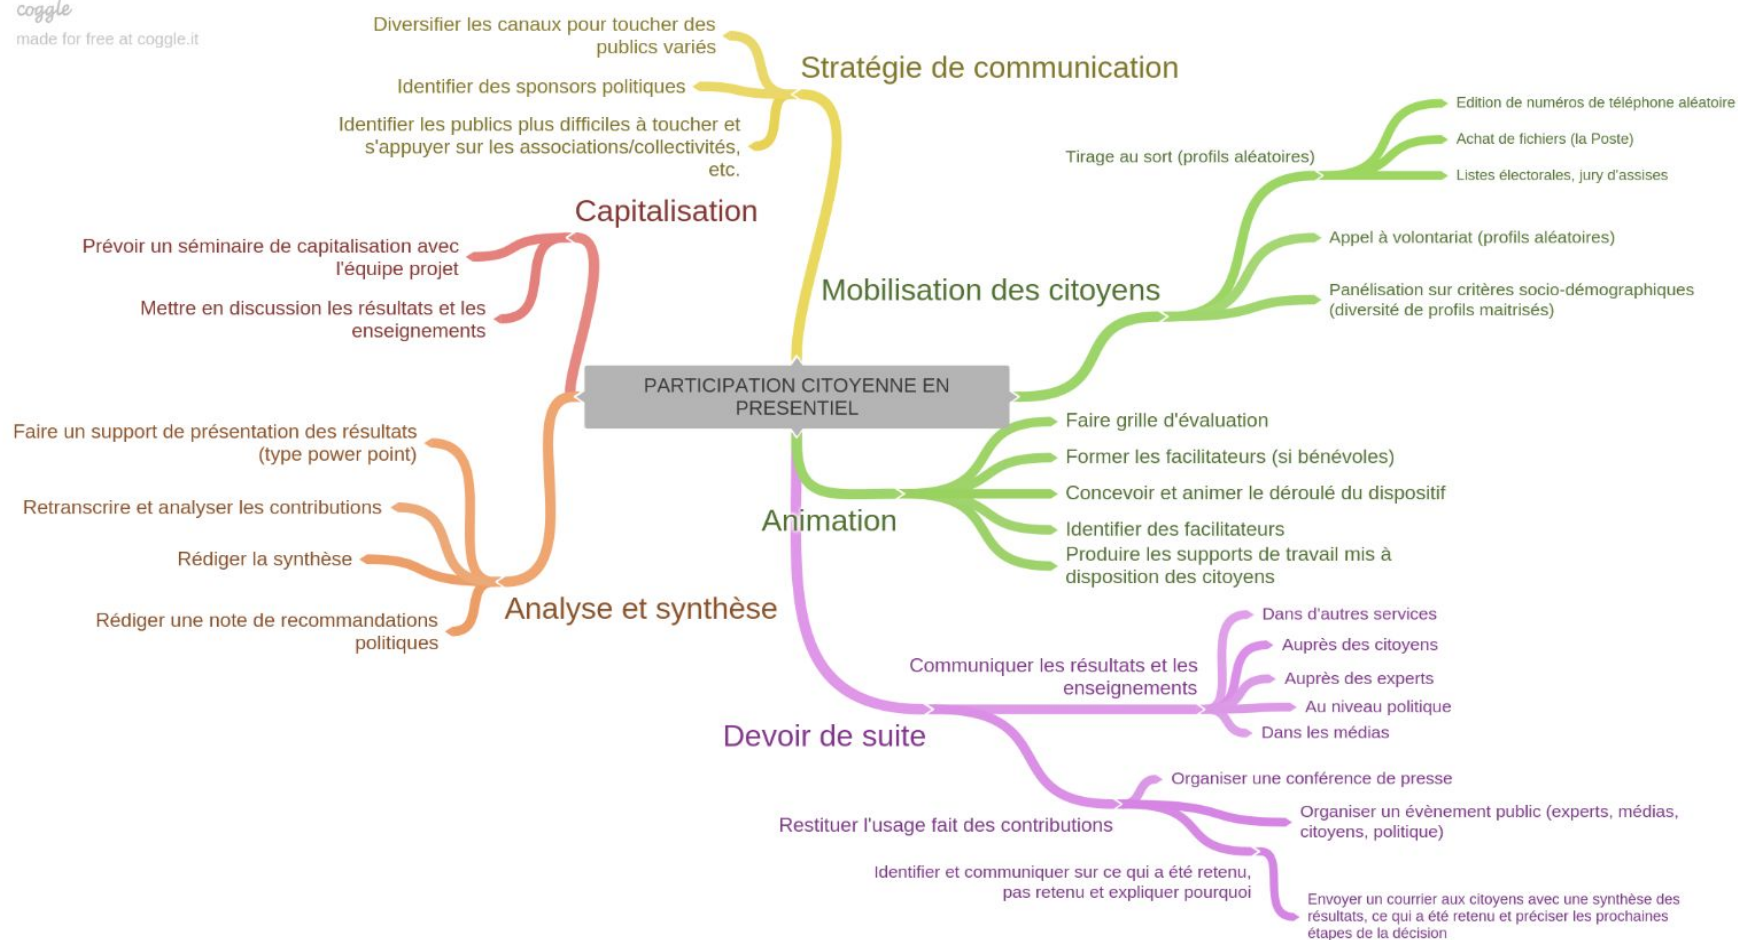 coggle
made for free at coggle.it
Diversifier les canaux pour toucher des
publics variés
Identifier des sponsors politiques
Identifier les publics plus difficiles à toucher et
s'appuyer sur les associations/collectivités,
etc.
Stratégie de communication
Capitalisation
Prévoir un séminaire de capitalisation avec
l'équipe projet
Mettre en discussion les résultats et les
enseignements
Mobilisation des citoyens
Tirage au sort (profils aléatoires)
Edition de numéros de téléphone aléatoire
Achat de fichiers (la Poste)
Listes électorales, jury d'assises
Appel à volontariat (profils aléatoires)
Panélisation sur critères socio-démographiques
(diversité de profils maitrisés)
PARTICIPATION CITOYENNE EN
PRESENTIEL
Faire grille d'évaluation
Former les facilitateurs (si bénévoles)
Concevoir et animer le déroulé du dispositif
Identifier des facilitateurs
Produire les supports de travail mis à
disposition des citoyens
Animation
Faire un support de présentation des résultats
(type power point)
Retranscrire et analyser les contributions
Rédiger la synthèse
Rédiger une note de recommandations
politiques
Analyse et synthèse
Devoir de suite
Communiquer les résultats et les
enseignements
Dans d'autres services
Auprès des citoyens
Auprès des experts
Au niveau politique
Dans les médias
Restituer l'usage fait des contributions
Organiser une conférence de presse
Organiser un évènement public (experts, médias,
citoyens, politique)
Identifier et communiquer sur ce qui a été retenu,
pas retenu et expliquer pourquoi
Envoyer un courrier aux citoyens avec une synthèse des
résultats, ce qui a été retenu et préciser les prochaines
étapes de la décision